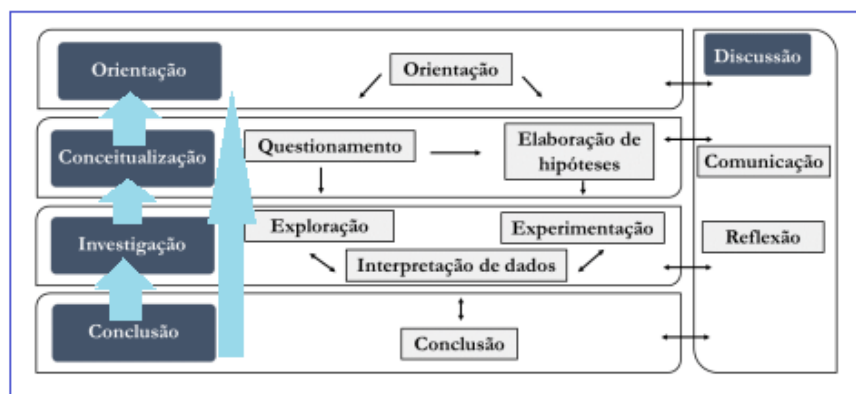 Orientação
Orientação
Discussão
Conceitualização
Questionamento
Elaboração de
hipóteses
Comunicação
Investigação
Exploração
Experimentação
Interpretação de dados
Reflexão
Conclusão
Conclusão